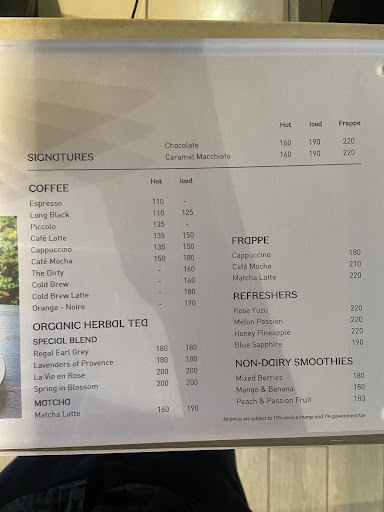 Hot Iced Frappe
SIGNATURES
Chocolate 160 190 220
Caramel Macchiato 160 190 220
COFFEE Hot Iced
Espresso 110 -
Long Black 110 125
Piccolo 135 -
Café Latte 135 150
Cappuccino 135 150
Café Mocha 150 180
The Dirty - 160
Cold Brew - 160
Cold Brew Latte - 180
Orange - Noire - 190
ORGANIC HERBAL TEA
SPECIAL BLEND
Regal Earl Grey 180 180
Lavenders of Provence 180 180
La Vie en Rose 200 200
Spring in Blossom 200 200
MATCHA
Matcha Latte 160 190
FRAPPE
Cappuccino 180
Café Mocha 210
Matcha Latte 220
REFRESHERS
Rose Yuzu 220
Melon Passion 220
Honey Pineapple 220
Blue Sapphire 190
NON-DAIRY SMOOTHIES
Mixed Berries 180
Mango & Banana 180
Peach & Passion Fruit 180
All prices are subject to 10% service charge and 7% government tax